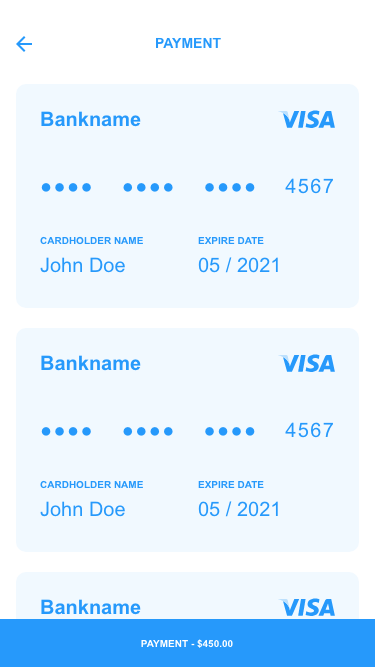 PAYMENT
Bankname VISA
•••• •••• •••• 4567
CARDHOLDER NAME EXPIRE DATE
John Doe 05 / 2021
Bankname VISA
•••• •••• •••• 4567
CARDHOLDER NAME EXPIRE DATE
John Doe 05 / 2021
Bankname VISA
PAYMENT - $450.00